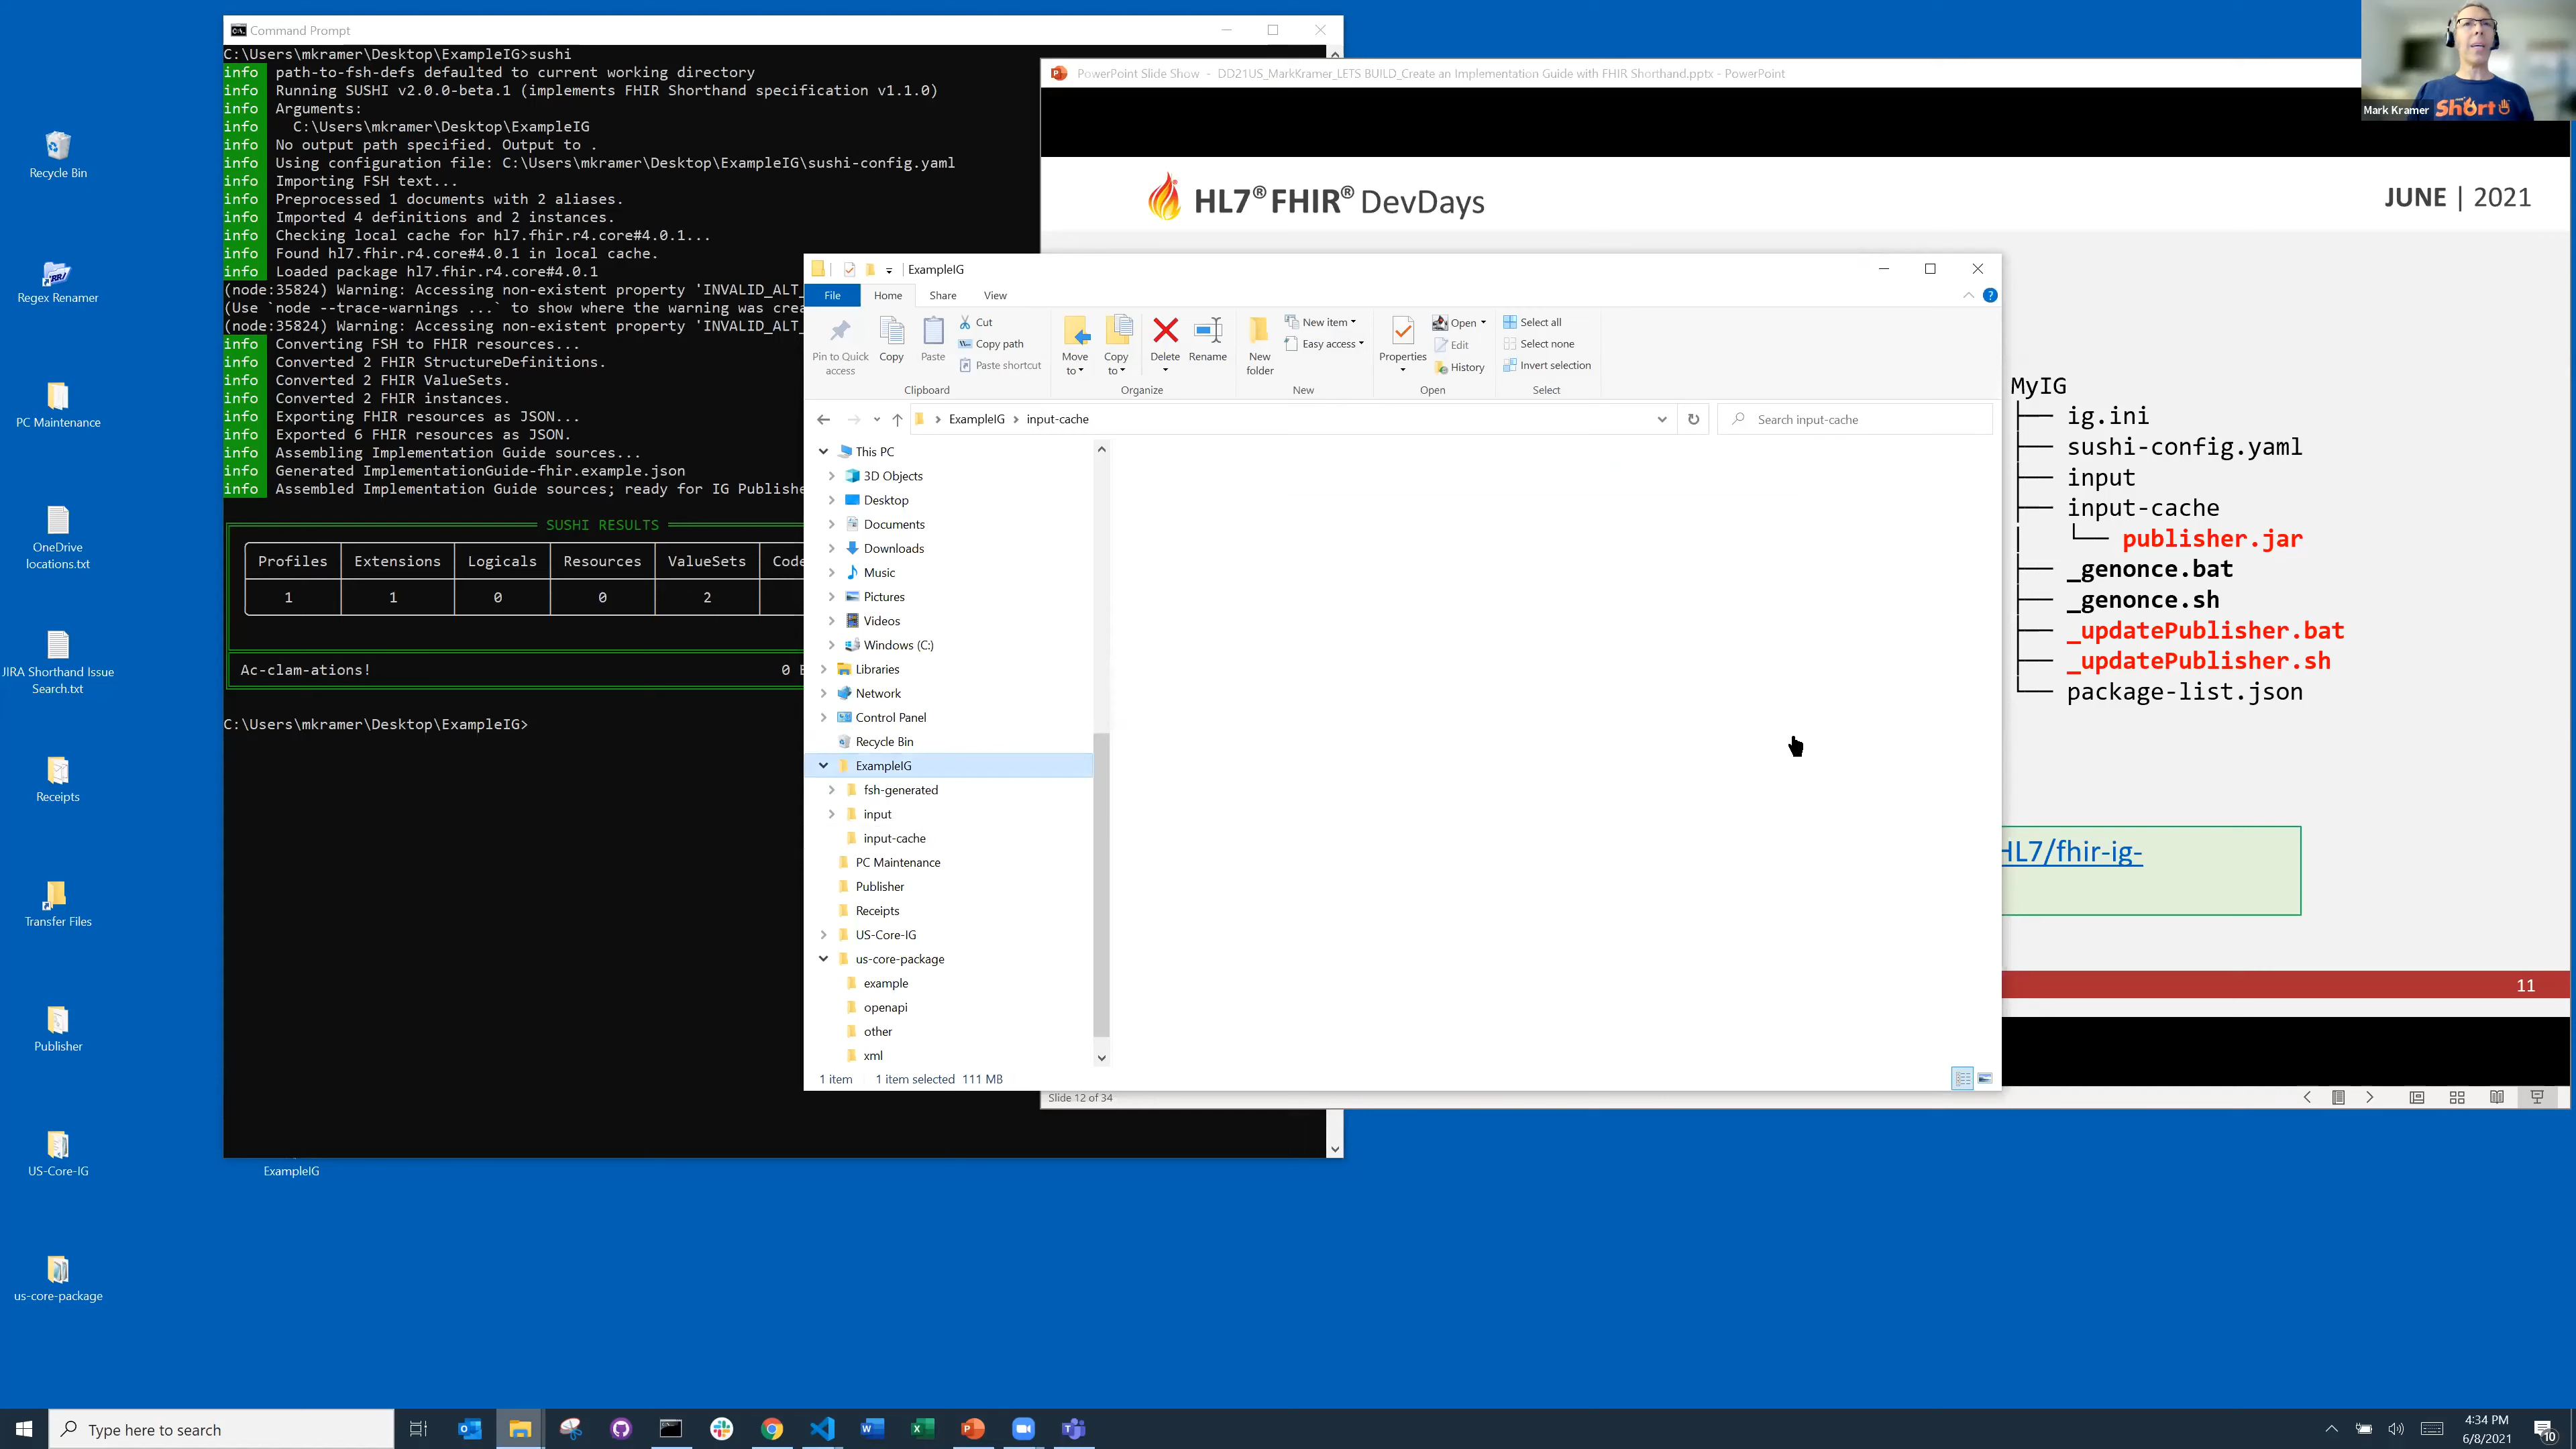 Command Prompt
C:\Users\mkramer\Desktop\ExampleIG>sushi
info path-to-fsh-defs defaulted to current working directory
info Running SUSHI v2.0.0-beta.1 (implements FHIR Shorthand specification v1.1.0)
info Arguments:
info C:\Users\mkramer\Desktop\ExampleIG
info No output path specified. Output to .
info Using configuration file: C:\Users\mkramer\Desktop\ExampleIG\sushi-config.yaml
info Importing FSH text...
info Preprocessed 1 documents with 2 aliases.
info Imported 4 definitions and 2 instances.
info Checking local cache for hl7.fhir.r4.core#4.0.1...
info Found hl7.fhir.r4.core#4.0.1 in local cache.
info Loaded package hl7.fhir.r4.core#4.0.1
(node:35824) Warning: Accessing non-existent property 'INVALID_ALT_
(Use `node --trace-warnings ...` to show where the warning was crea
(node:35824) Warning: Accessing non-existent property 'INVALID_ALT_
info Converting FSH to FHIR resources...
info Converted 2 FHIR StructureDefinitions.
info Converted 2 FHIR ValueSets.
info Converted 2 FHIR instances.
info Exporting FHIR resources as JSON...
info Exported 6 FHIR resources as JSON.
info Assembling Implementation Guide sources...
info Generated ImplementationGuide-fhir.example.json
info Assembled Implementation Guide sources; ready for IG Publishe
SUSHI RESULTS
Profiles Extensions Logicals Resources ValueSets Code
1 1 0 0 2
Ac-clam-ations! 0 E
C:\Users\mkramer\Desktop\ExampleIG>
PowerPoint Slide Show - DD21US_MarkKramer_LETS BUILD_Create an Implementation Guide with FHIR Shorthand.pptx - PowerPoint
Mark Kramer
Short
HL7® FHIR® DevDays
JUNE | 2021
MyIG
ig.ini
sushi-config.yaml
input
input-cache
publisher.jar
_genonce.bat
_genonce.sh
_updatePublisher.bat
_updatePublisher.sh
package-list.json
HL7/fhir-ig-
11
Slide 12 of 34
ExampleIG
File Home Share View
Pin to Quick access
Copy
Paste
Cut
Copy path
Paste shortcut
Clipboard
Move to
Copy to
Delete
Rename
Organize
New folder
New item
Easy access
New
Properties
Open
Edit
History
Open
Select all
Select none
Invert selection
Select
ExampleIG > input-cache
Search input-cache
This PC
3D Objects
Desktop
Documents
Downloads
Music
Pictures
Videos
Windows (C:)
Libraries
Network
Control Panel
Recycle Bin
ExampleIG
fsh-generated
input
input-cache
PC Maintenance
Publisher
Receipts
US-Core-IG
us-core-package
example
openapi
other
xml
1 item 1 item selected 111 MB
Recycle Bin
Regex Renamer
PC Maintenance
OneDrive
locations.txt
JIRA Shorthand Issue
Search.txt
Receipts
Transfer Files
Publisher
US-Core-IG
us-core-package
ExampleIG
Type here to search
4:34 PM
6/8/2021
10